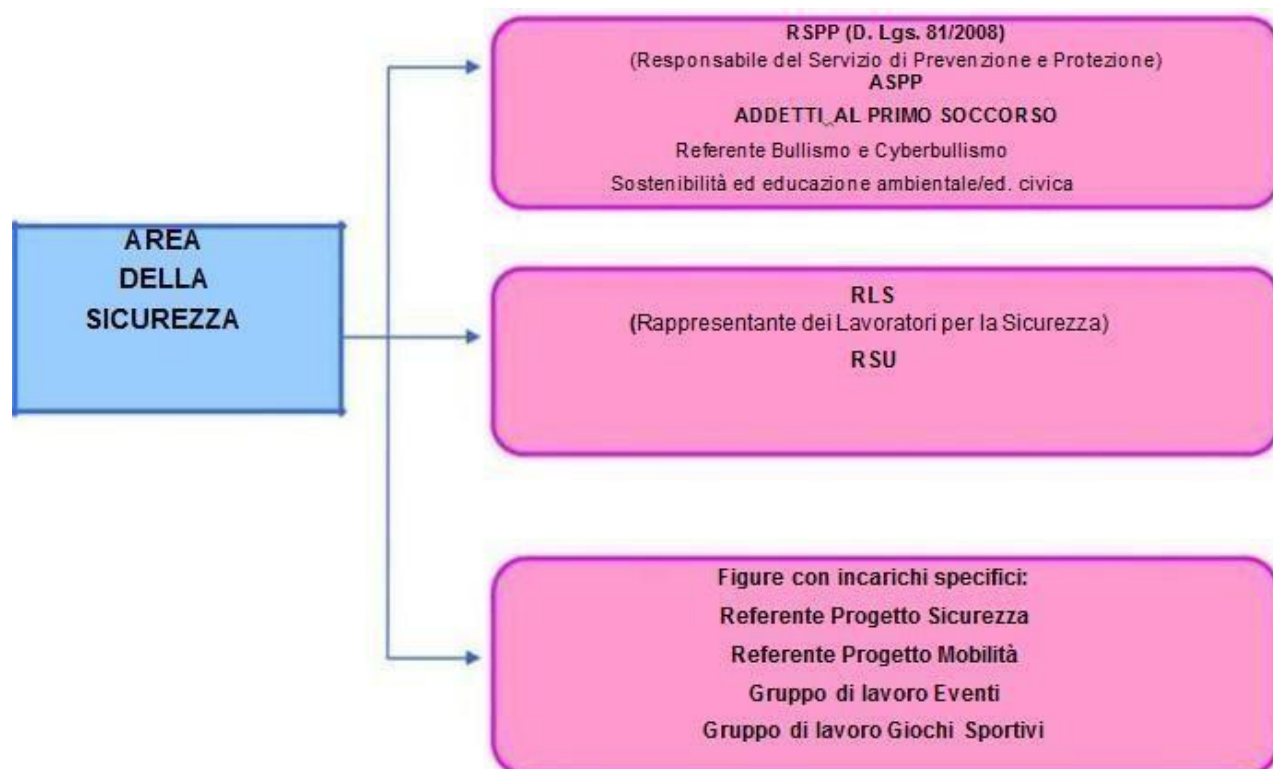 AREA
DELLA
SICUREZZA
RSPP (D. Lgs. 81/2008)
(Responsabile del Servizio di Prevenzione e Protezione)
ASPP
ADDETTI AL PRIMO SOCCORSO
Referente Bullismo e Cyberbullismo
Sostenibilità ed educazione ambientale/ed. civica
RLS
(Rappresentante dei Lavoratori per la Sicurezza)
RSU
Figure con incarichi specifici:
Referente Progetto Sicurezza
Referente Progetto Mobilità
Gruppo di lavoro Eventi
Gruppo di lavoro Giochi Sportivi